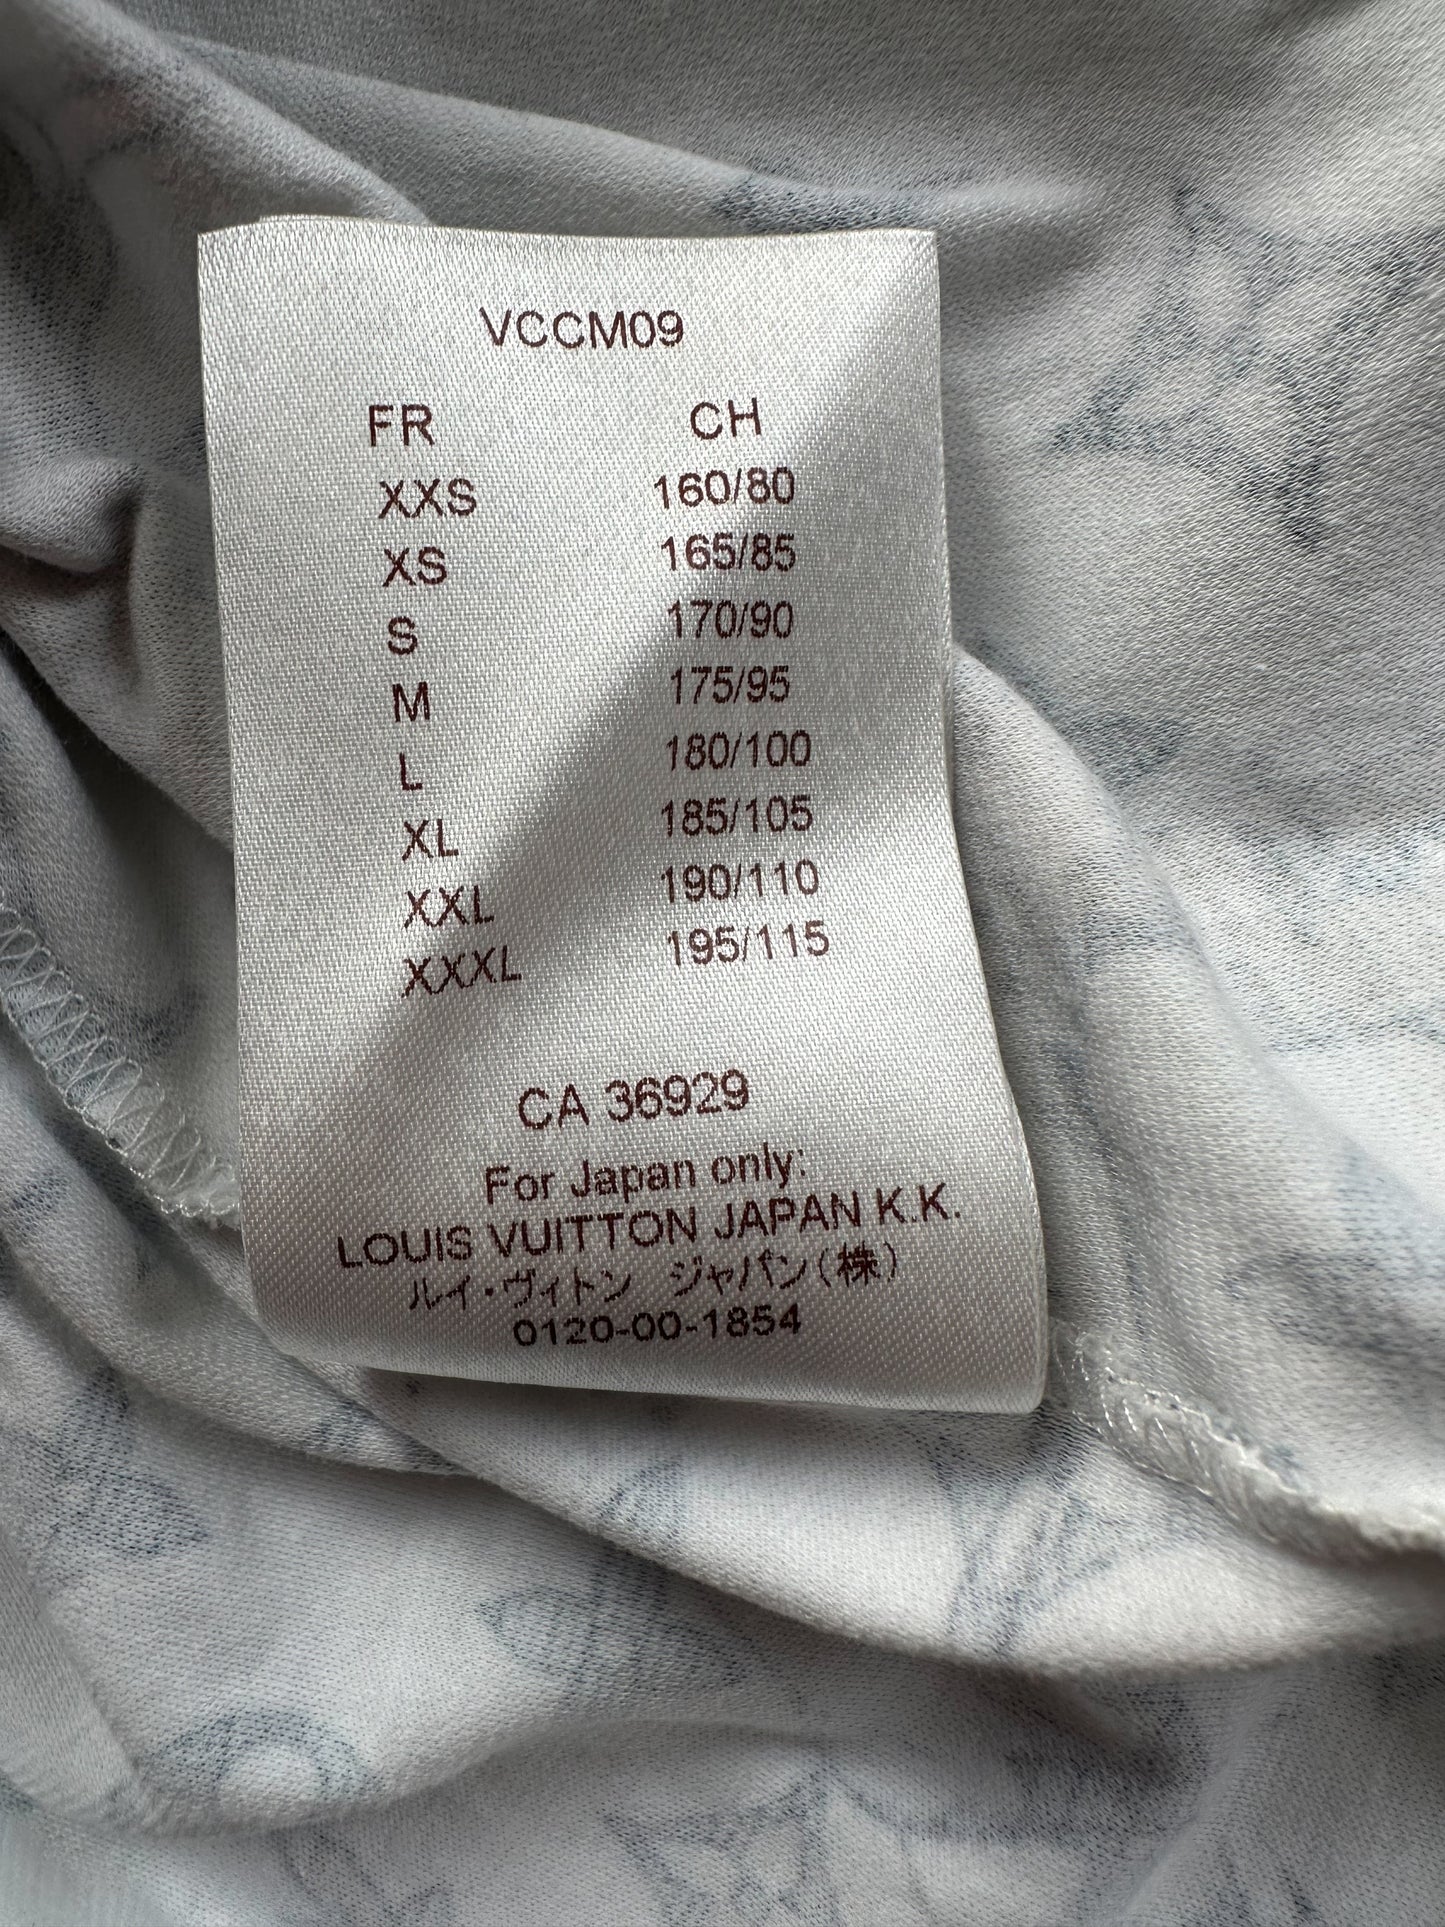 VCCM09
FR CH
XXS 160/80
XS 165/85
S 170/90
M 175/95
L 180/100
XL 185/105
XXL 190/110
XXXL 195/115
CA 36929
For Japan only:
LOUIS VUITTON JAPAN K.K.
ルイ・ヴィトン ジャパン(株)
0120-00-1854